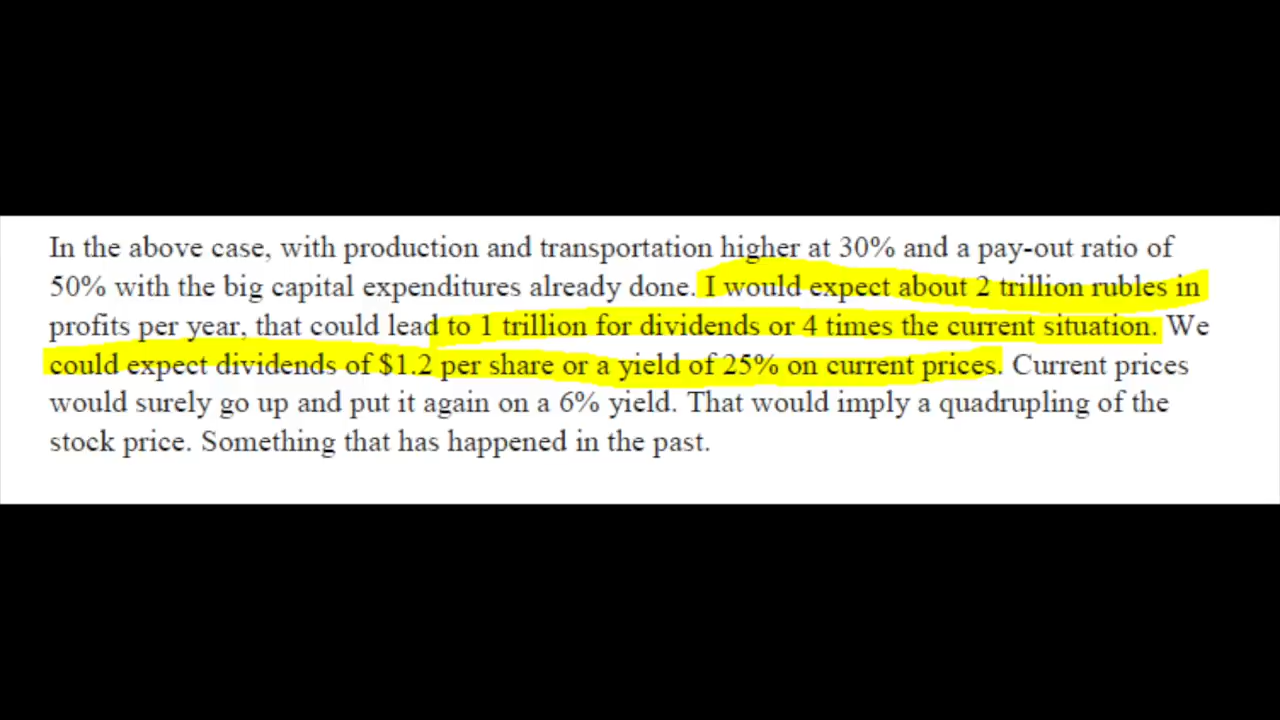 In the above case, with production and transportation higher at 30% and a pay-out ratio of
50% with the big capital expenditures already done. I would expect about 2 trillion rubles in
profits per year, that could lead to 1 trillion for dividends or 4 times the current situation. We
could expect dividends of $1.2 per share or a yield of 25% on current prices. Current prices
would surely go up and put it again on a 6% yield. That would imply a quadrupling of the
stock price. Something that has happened in the past.